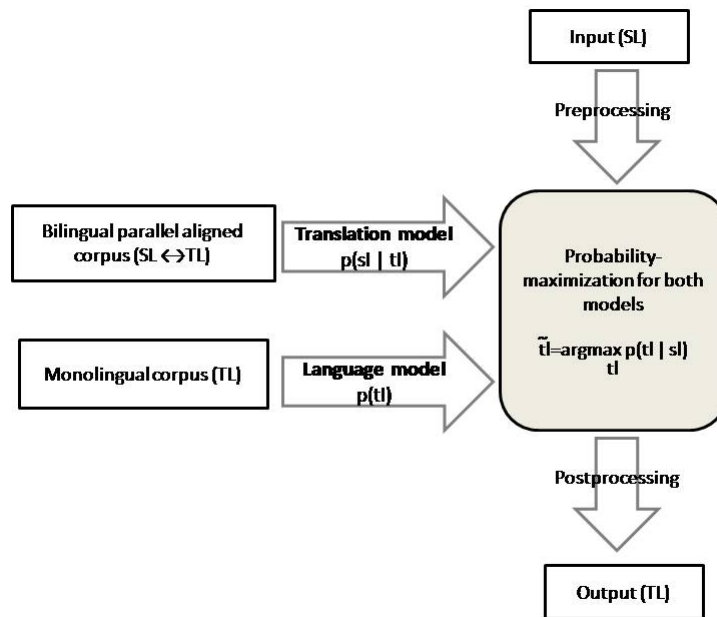 Input (SL)
Preprocessing
Bilingual parallel aligned
corpus (SL ↔TL)
Translation model
p(sl | tl)
Probability-
maximization for both
models
t̃l=argmax p(tl | sl)
tl
Monolingual corpus (TL)
Language model
p(tl)
Postprocessing
Output (TL)